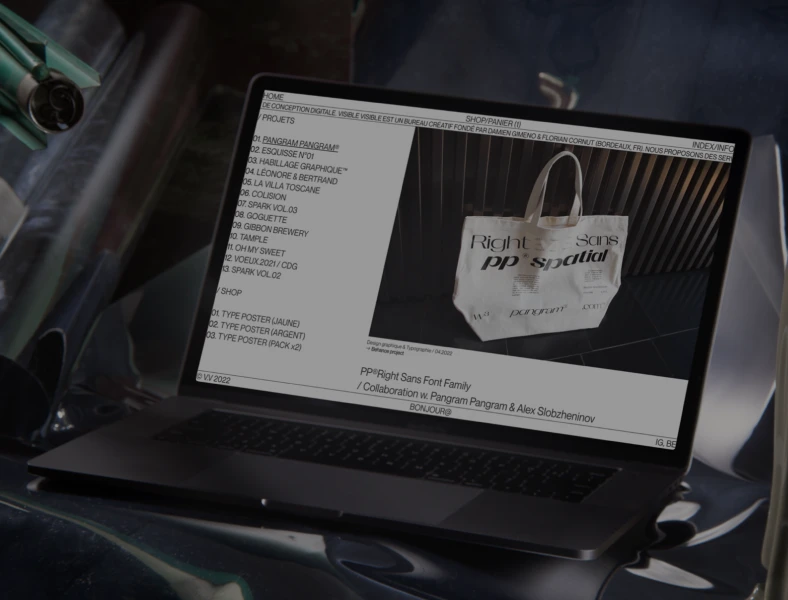 HOME
SHOP/PANIER (1)
INDEX/INFO
DE CONCEPTION DIGITALE. VISIBLE VISIBLE EST UN BUREAU CRÉATIF FONDÉ PAR DAMIEN GIMENO & FLORIAN CORNUT (BORDEAUX, FR). NOUS PROPOSONS DES SER
/ PROJETS
01. PANGRAM PANGRAM®
02. ESQUISSE N°01
03. HABILLAGE GRAPHIQUE™
04. LÉONORE & BERTRAND
05. LA VILLA TOSCANE
06. COLISION
07. SPARK VOL.03
08. GOGUETTE
09. GIBBON BREWERY
10. TAMPLE
11. OH MY SWEET
12. VOEUX 2021 / CDG
13. SPARK VOL.02
/ SHOP
01. TYPE POSTER (JAUNE)
02. TYPE POSTER (ARGENT)
03. TYPE POSTER (PACK x2)
Right Sans
pp® spatial
pangram®
Design graphique & Typographie / 04.2022
→ Behance project
PP®Right Sans Font Family
/ Collaboration w. Pangram Pangram & Alex Slobzheninov
© VV 2022
BONJOUR@
IG, BE